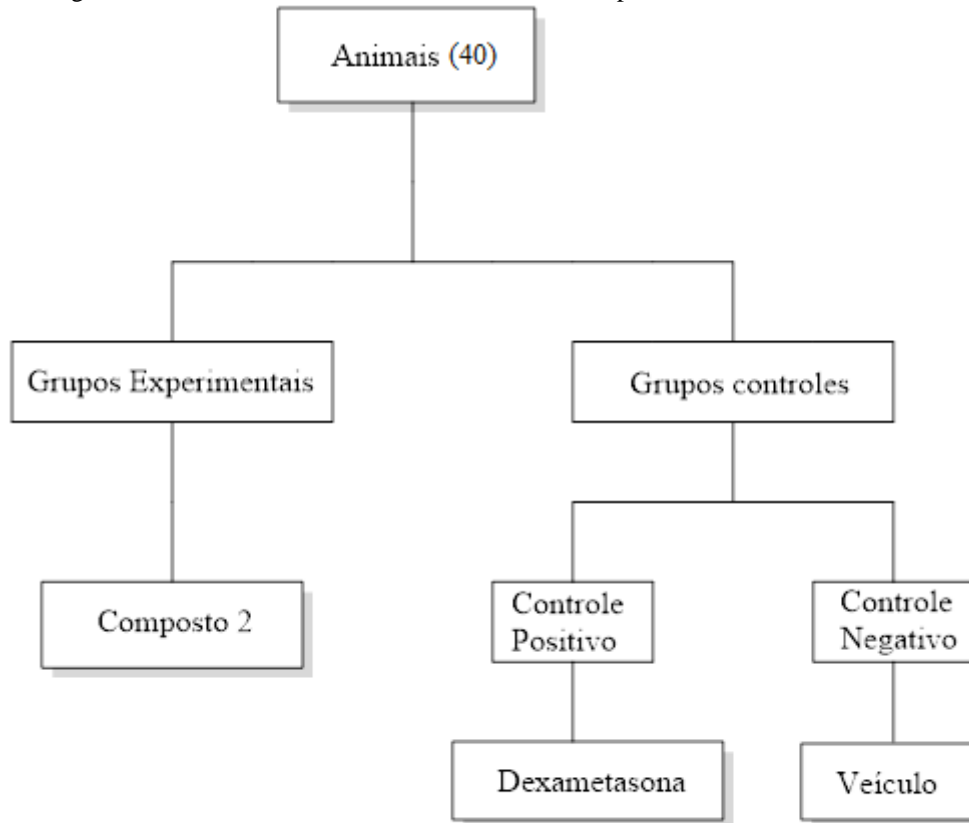 Animais (40)
Grupos Experimentais
Grupos controles
Composto 2
Controle
Positivo
Controle
Negativo
Dexametasona
Veículo